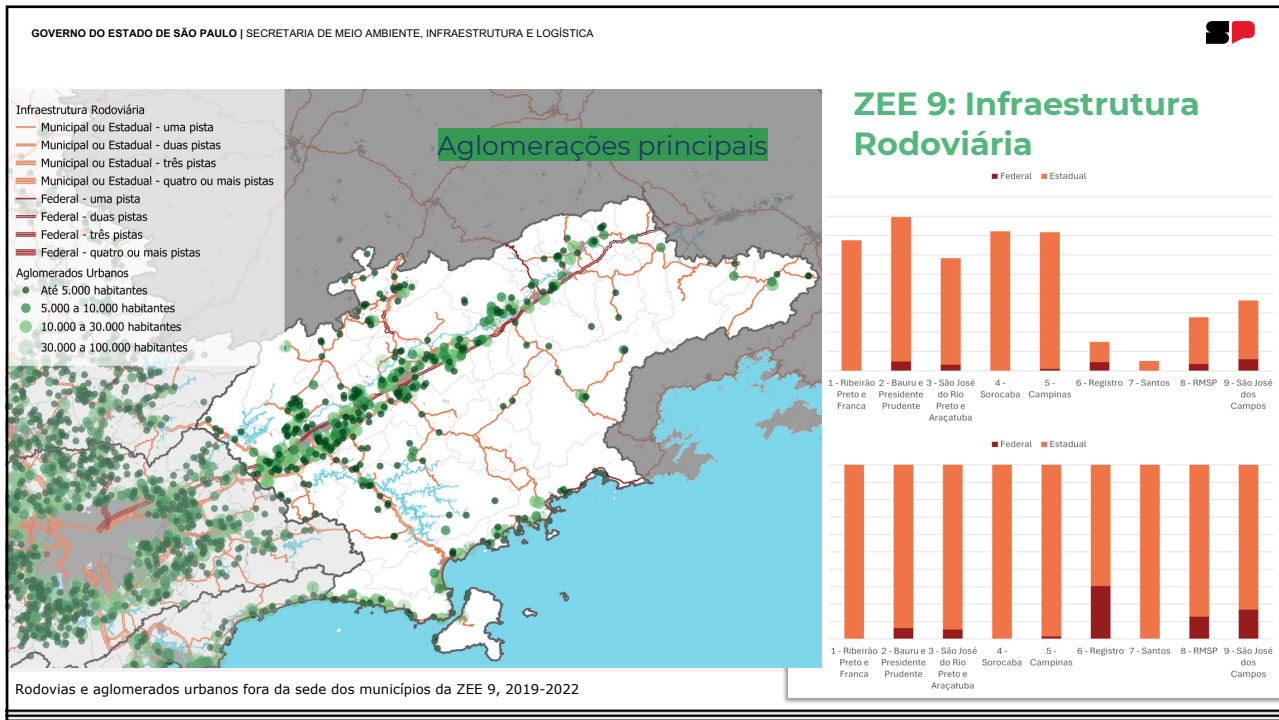 GOVERNO DO ESTADO DE SÃO PAULO | SECRETARIA DE MEIO AMBIENTE, INFRAESTRUTURA E LOGÍSTICA
SP
Infraestrutura Rodoviária
Municipal ou Estadual - uma pista
Municipal ou Estadual - duas pistas
Municipal ou Estadual - três pistas
Municipal ou Estadual - quatro ou mais pistas
Federal - uma pista
Federal - duas pistas
Federal - três pistas
Federal - quatro ou mais pistas
Aglomerados Urbanos
Até 5.000 habitantes
5.000 a 10.000 habitantes
10.000 a 30.000 habitantes
30.000 a 100.000 habitantes
Aglomerações principais
ZEE 9: Infraestrutura
Rodoviária
Federal Estadual
1 - Ribeirão 2 - Bauru e 3 - São José 4 - 5 - 6 - Registro 7 - Santos 8 - RMSP 9 - São José
Preto e Presidente do Rio Sorocaba Campinas dos
Franca Prudente Preto e Campos
Araçatuba
Federal Estadual
1 - Ribeirão 2 - Bauru e 3 - São José 4 - 5 - 6 - Registro 7 - Santos 8 - RMSP 9 - São José
Preto e Presidente do Rio Sorocaba Campinas dos
Franca Prudente Preto e Campos
Araçatuba
Rodovias e aglomerados urbanos fora da sede dos municípios da ZEE 9, 2019-2022